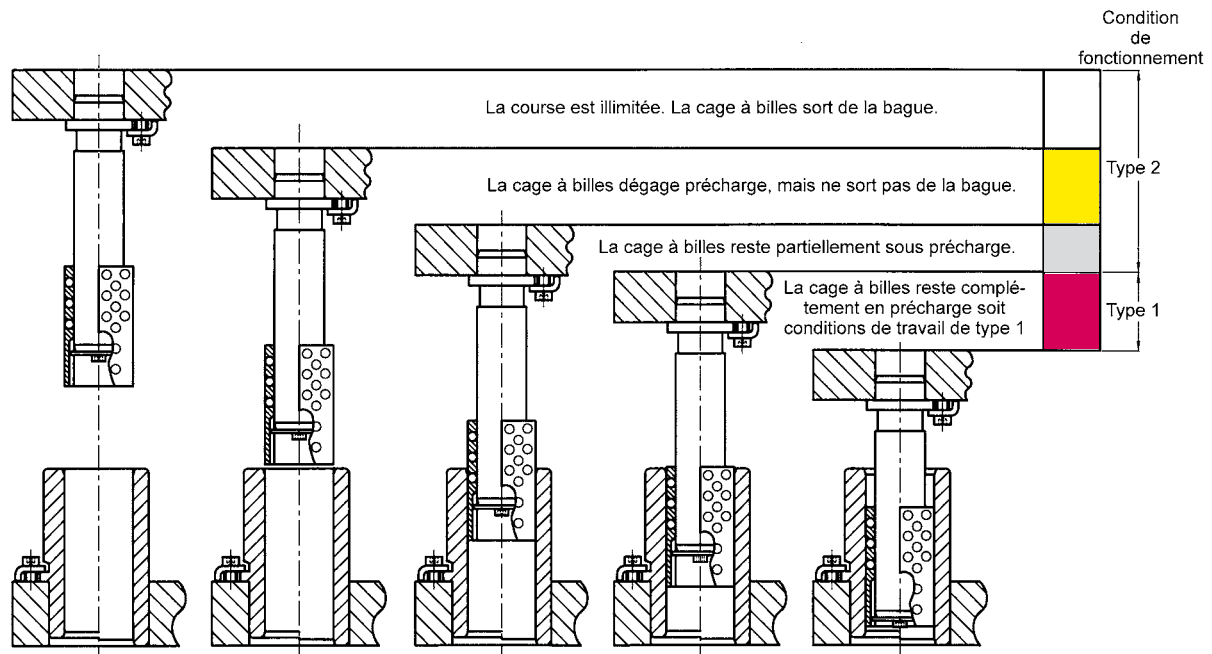 Condition
de
fonctionnement
La course est illimitée. La cage à billes sort de la bague.
Type 2
La cage à billes dégage précharge, mais ne sort pas de la bague.
La cage à billes reste partiellement sous précharge.
La cage à billes reste complé-
tement en précharge soit
conditions de travail de type 1
Type 1